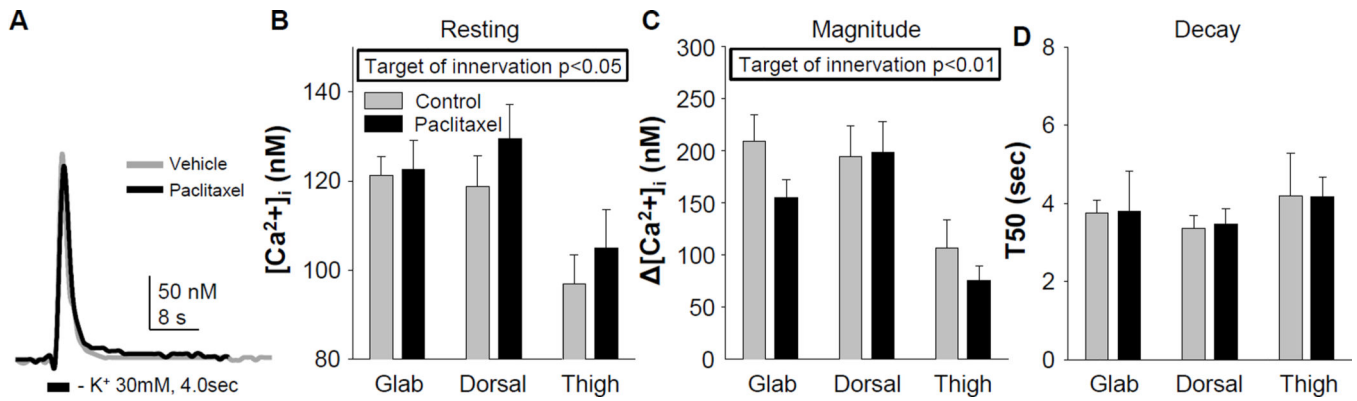 A
Vehicle
Paclitaxel
50 nM
8 s
- K⁺ 30mM, 4.0sec
B
Resting
Target of innervation p<0.05
Control
Paclitaxel
[Ca²⁺]ᵢ (nM)
140
120
100
80
Glab Dorsal Thigh
C
Magnitude
Target of innervation p<0.01
Δ[Ca²⁺]ᵢ (nM)
300
250
200
150
100
50
0
Glab Dorsal Thigh
D
Decay
T50 (sec)
8
6
4
2
0
Glab Dorsal Thigh